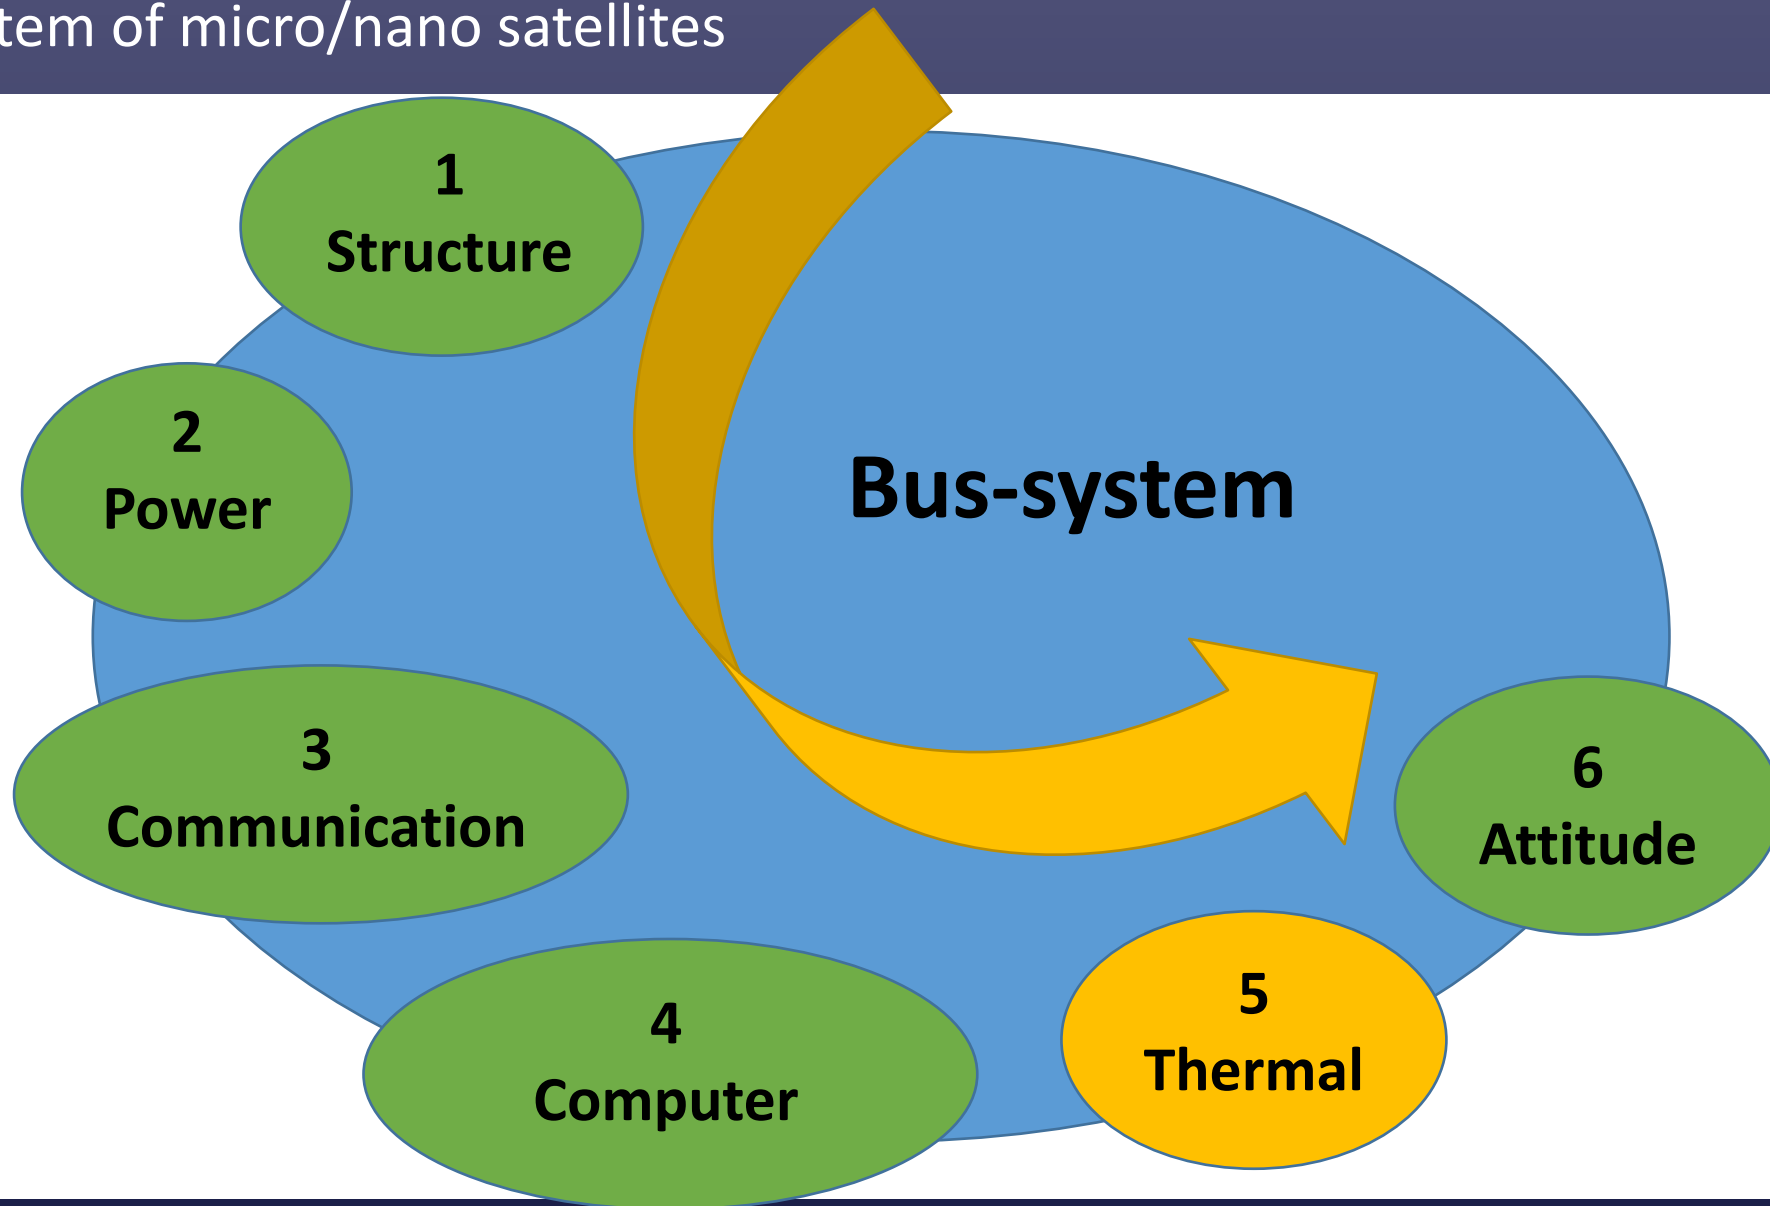 tem of micro/nano satellites
1
Structure
2
Power
Bus-system
3
Communication
6
Attitude
4
Computer
5
Thermal